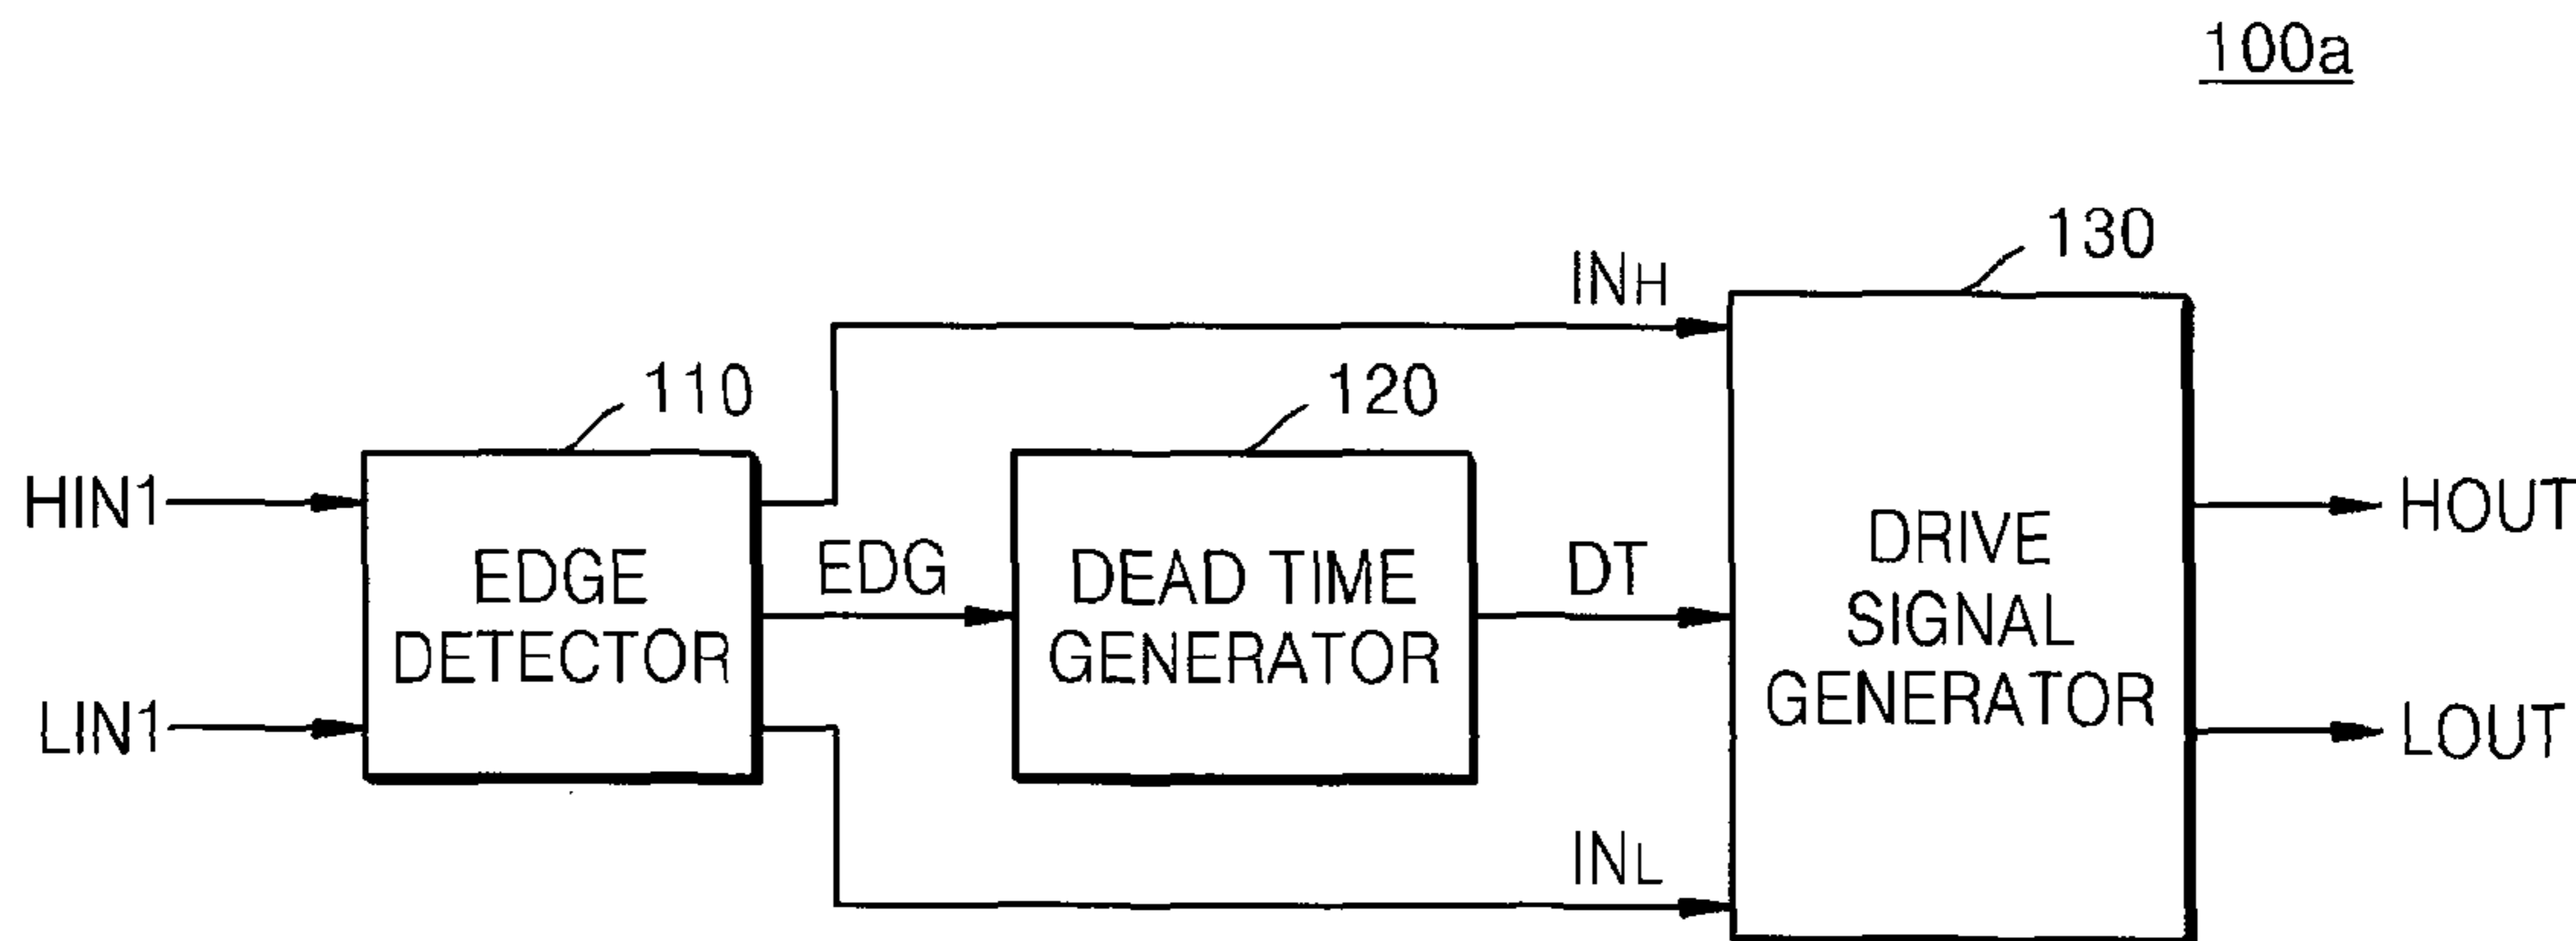 100a
130
INH
110
120
HIN1
EDGE
DETECTOR
LIN1
EDG
DEAD TIME
GENERATOR
DT
DRIVE
SIGNAL
GENERATOR
HOUT
LOUT
INL